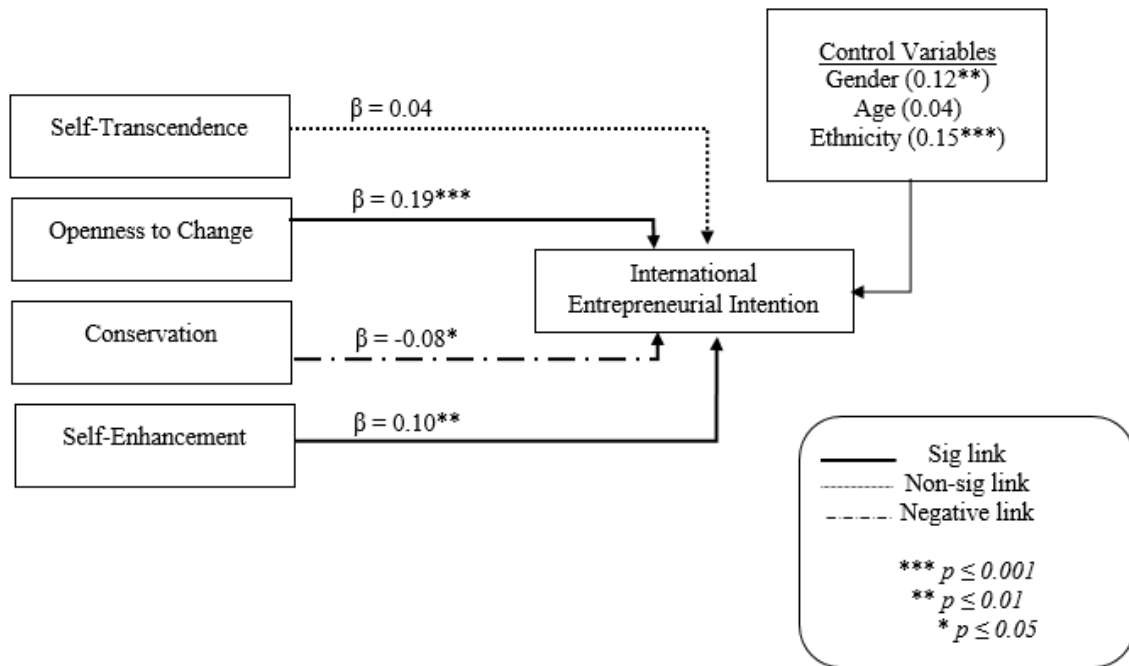 Control Variables
Gender (0.12**)
Age (0.04)
Ethnicity (0.15***)
Self-Transcendence
β = 0.04
Openness to Change
β = 0.19***
International
Entrepreneurial Intention
Conservation
β = -0.08*
Self-Enhancement
β = 0.10**
Sig link
Non-sig link
Negative link
*** p ≤ 0.001
** p ≤ 0.01
* p ≤ 0.05